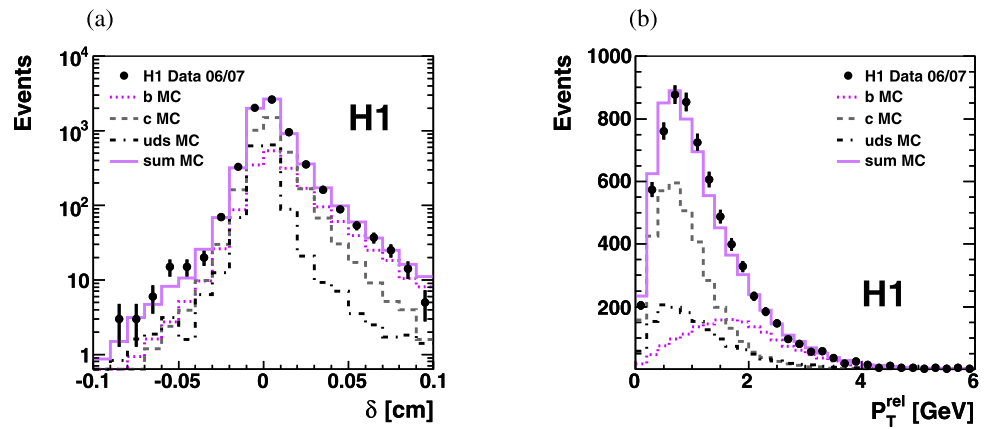 (a)
Events
10^4
10^3
10^2
10
1
H1 Data 06/07
b MC
c MC
uds MC
sum MC
H1
-0.1 -0.05 0 0.05 0.1
δ [cm]
(b)
Events
1000
800
600
400
200
H1 Data 06/07
b MC
c MC
uds MC
sum MC
H1
0 2 4 6
P_T^rel [GeV]